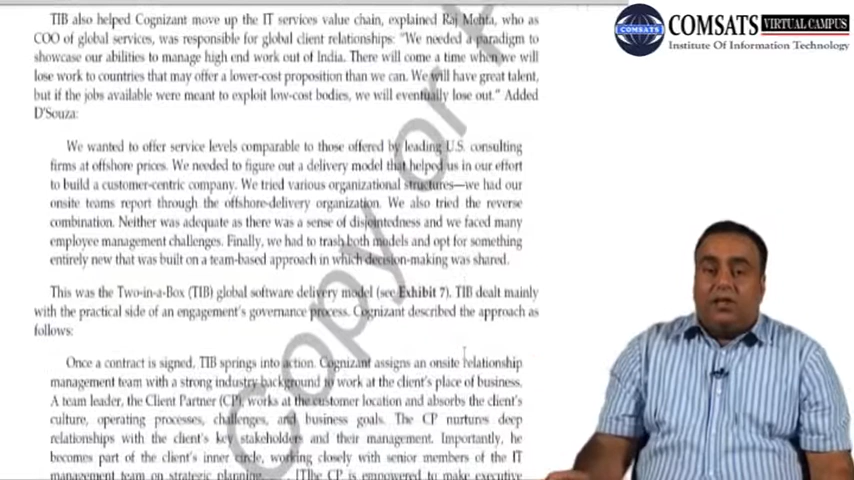 TIB also helped Cognizant move up the IT services value chain, explained Raj Mehta, who as
COO of global services, was responsible for global client relationships: "We needed a paradigm to
showcase our abilities to manage high end work out of India. There will come a time when we will
lose work to countries that may offer a lower-cost proposition than we can. We will have great talent,
but if the jobs available were meant to exploit low-cost bodies, we will eventually lose out." Added
D'Souza:
We wanted to offer service levels comparable to those offered by leading U.S. consulting
firms at offshore prices. We needed to figure out a delivery model that helped us in our effort
to build a customer-centric company. We tried various organizational structures—we had our
onsite teams report through the offshore-delivery organization. We also tried the reverse
combination. Neither was adequate as there was a sense of disjointedness and we faced many
employee management challenges. Finally, we had to trash both models and opt for something
entirely new that was built on a team-based approach in which decision-making was shared.
This was the Two-in-a-Box (TIB) global software delivery model (see Exhibit 7). TIB dealt mainly
with the practical side of an engagement's governance process. Cognizant described the approach as
follows:
Once a contract is signed, TIB springs into action. Cognizant assigns an onsite relationship
management team with a strong industry background to work at the client's place of business.
A team leader, the Client Partner (CP), works at the customer location and absorbs the client's
culture, operating processes, challenges, and business goals. The CP nurtures deep
relationships with the client's key stakeholders and their management. Importantly, he
becomes part of the client's inner circle, working closely with senior members of the IT
management team on strategic planning. . . . [T]he CP is empowered to make executive
Copy or P
COMSATS VIRTUAL CAMPUS
Institute Of Information Technology